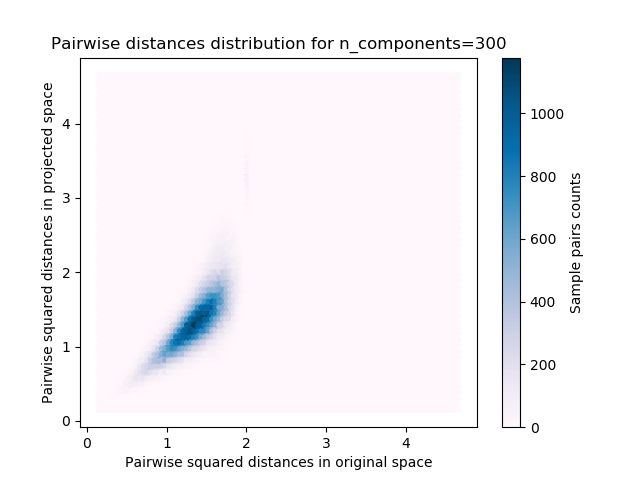 Pairwise distances distribution for n_components=300
Pairwise squared distances in projected space
4
3
2
1
0
0 1 2 3 4
Pairwise squared distances in original space
1000
800
600
400
200
0
Sample pairs counts